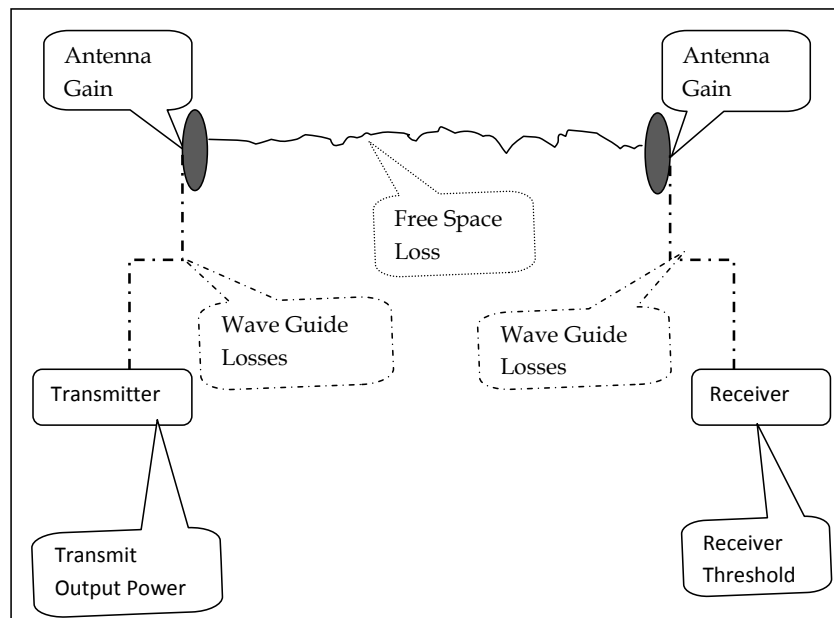 Antenna
Gain
Antenna
Gain
Free Space
Loss
Wave Guide
Losses
Wave Guide
Losses
Transmitter
Receiver
Transmit
Output Power
Receiver
Threshold